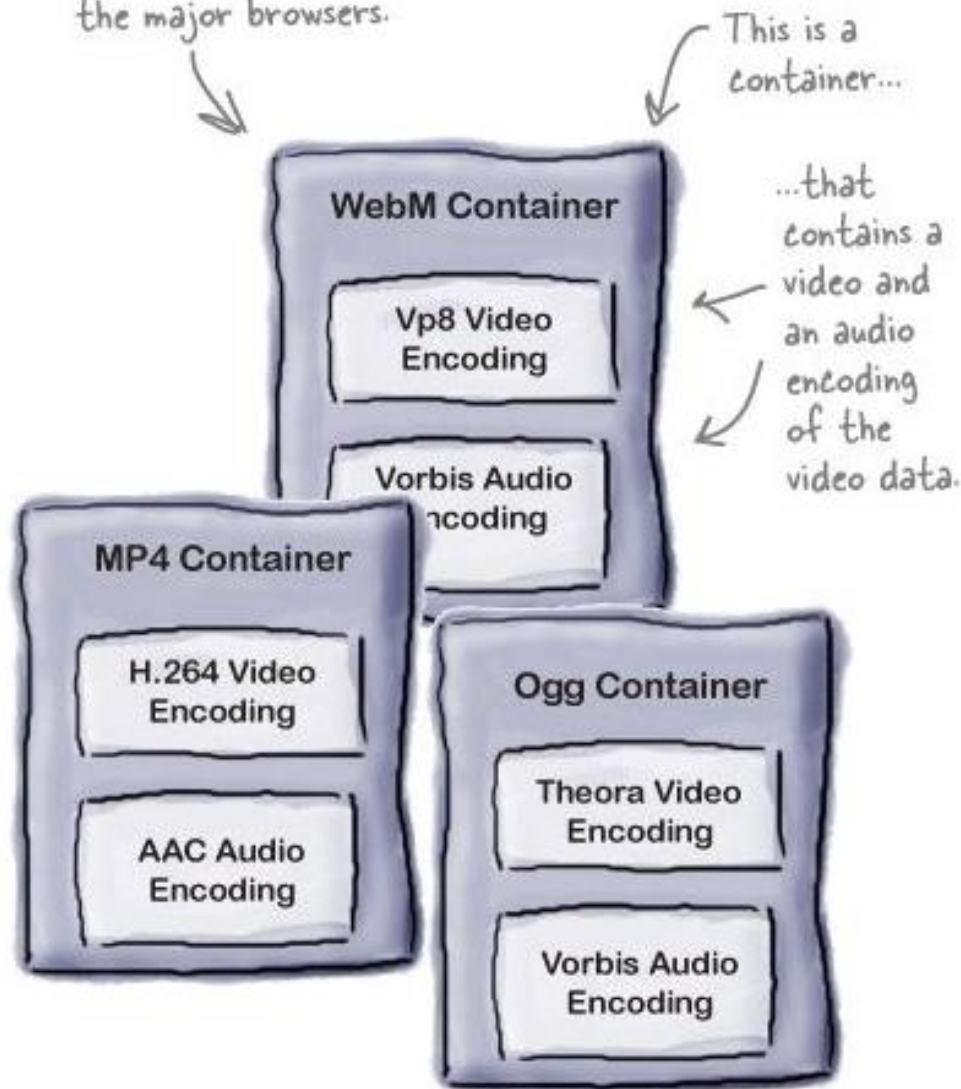 the major browsers.
This is a
container...
...that
contains a
video and
an audio
encoding
of the
video data.
WebM Container
Vp8 Video
Encoding
Vorbis Audio
ncoding
MP4 Container
H.264 Video
Encoding
AAC Audio
Encoding
Ogg Container
Theora Video
Encoding
Vorbis Audio
Encoding